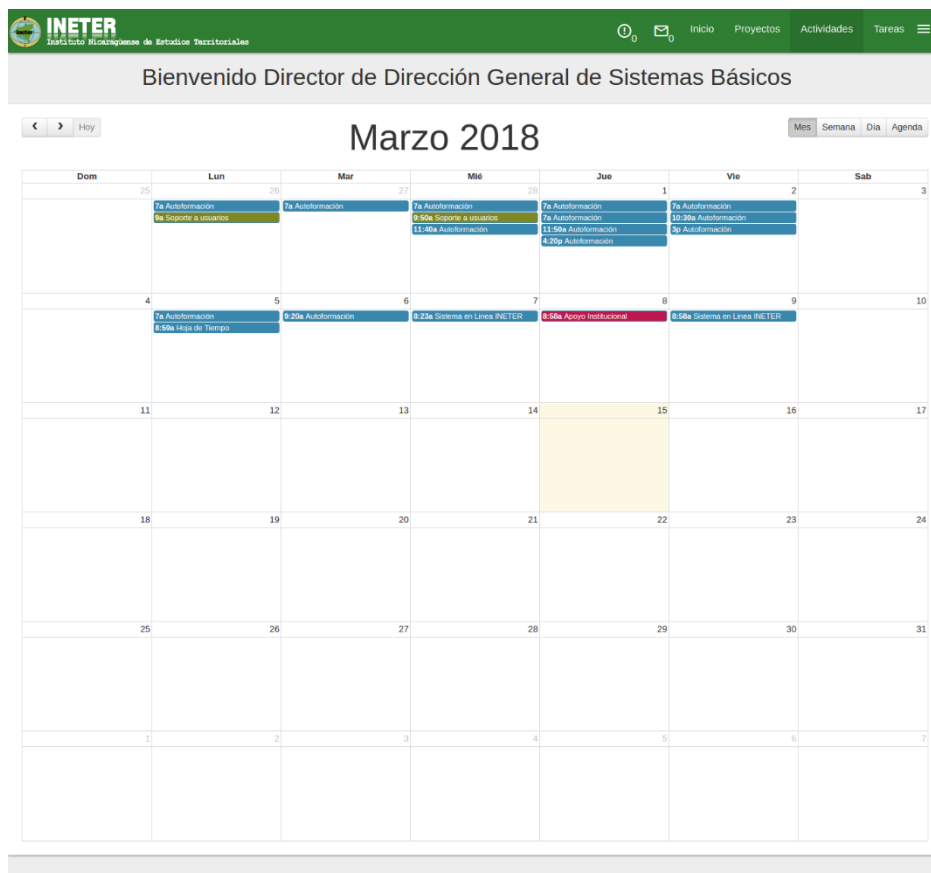 INETER
Instituto Nicaragüense de Estudios Territoriales
0 0 Inicio Proyectos Actividades Tareas
Bienvenido Director de Dirección General de Sistemas Básicos
Hoy
Marzo 2018
Mes Semana Día Agenda
Dom Lun Mar Mié Jue Vie Sab
25 26 27 28 1 2 3
7a Autoformación 7a Autoformación 7a Autoformación 7a Autoformación 7a Autoformación
9a Soporte a usuarios 9:50a Soporte a usuarios 7a Autoformación 10:30a Autoformación
11:40a Autoformación 11:50a Autoformación 3p Autoformación
4:20p Autoformación
4 5 6 7 8 9 10
7a Autoformación 9:20a Autoformación 8:23a Sistema en Linea INETER 8:58a Apoyo Institucional 8:58a Sistema en Linea INETER
8:59a Hoja de Tiempo
11 12 13 14 15 16 17
18 19 20 21 22 23 24
25 26 27 28 29 30 31
1 2 3 4 5 6 7